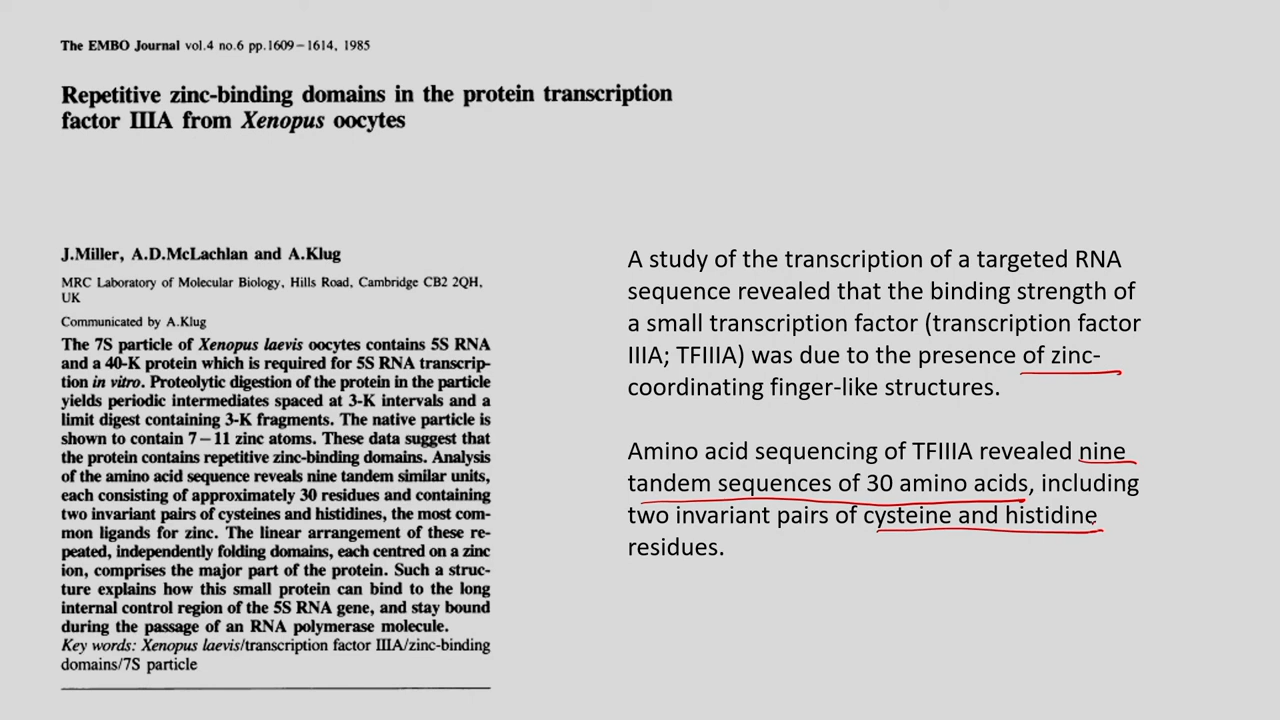 The EMBO Journal vol.4 no.6 pp.1609–1614, 1985
Repetitive zinc-binding domains in the protein transcription
factor IIIA from Xenopus oocytes
J.Miller, A.D.McLachlan and A.Klug
MRC Laboratory of Molecular Biology, Hills Road, Cambridge CB2 2QH,
UK
Communicated by A.Klug
The 7S particle of Xenopus laevis oocytes contains 5S RNA
and a 40-K protein which is required for 5S RNA transcrip-
tion in vitro. Proteolytic digestion of the protein in the particle
yields periodic intermediates spaced at 3-K intervals and a
limit digest containing 3-K fragments. The native particle is
shown to contain 7–11 zinc atoms. These data suggest that
the protein contains repetitive zinc-binding domains. Analysis
of the amino acid sequence reveals nine tandem similar units,
each consisting of approximately 30 residues and containing
two invariant pairs of cysteines and histidines, the most com-
mon ligands for zinc. The linear arrangement of these re-
peated, independently folding domains, each centred on a zinc
ion, comprises the major part of the protein. Such a struc-
ture explains how this small protein can bind to the long
internal control region of the 5S RNA gene, and stay bound
during the passage of an RNA polymerase molecule.
Key words: Xenopus laevis/transcription factor IIIA/zinc-binding
domains/7S particle
A study of the transcription of a targeted RNA
sequence revealed that the binding strength of
a small transcription factor (transcription factor
IIIA; TFIIIA) was due to the presence of zinc-
coordinating finger-like structures.
Amino acid sequencing of TFIIIA revealed nine
tandem sequences of 30 amino acids, including
two invariant pairs of cysteine and histidine
residues.